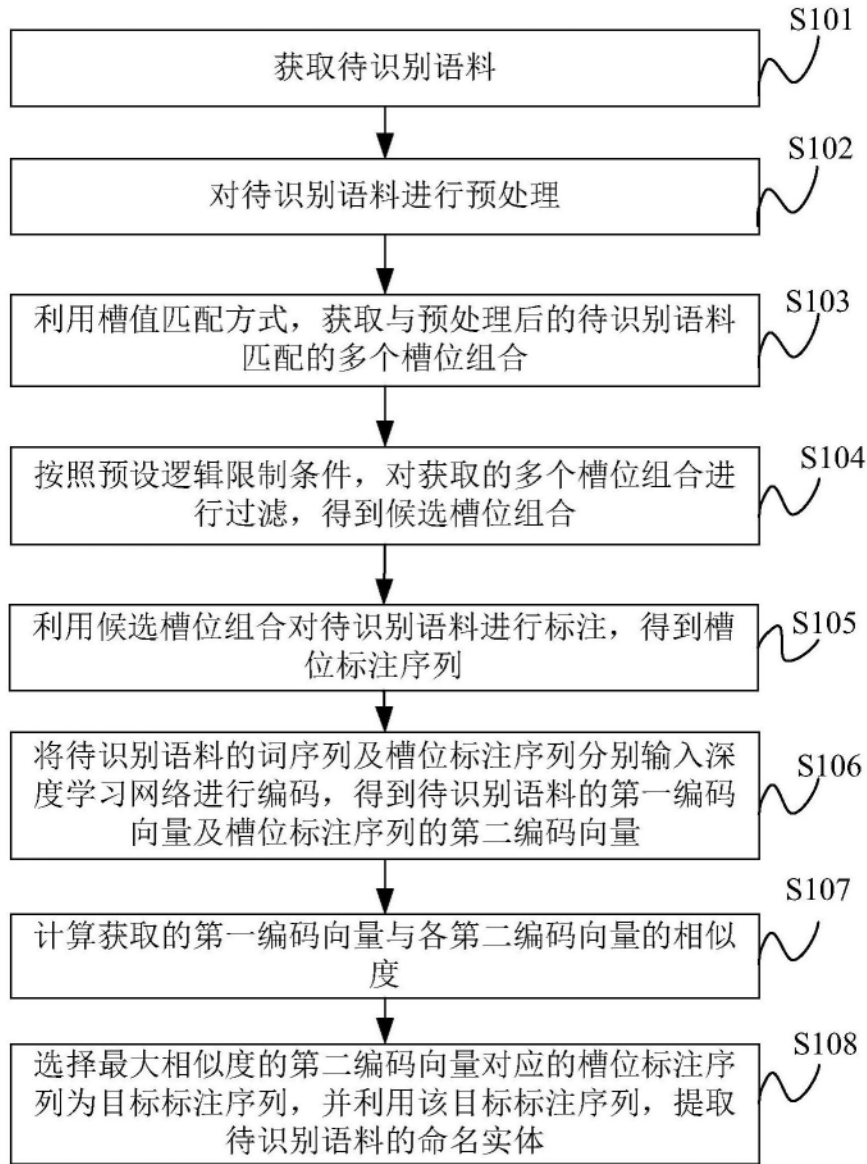 S101
获取待识别语料
S102
对待识别语料进行预处理
S103
利用槽值匹配方式，获取与预处理后的待识别语料
匹配的多个槽位组合
S104
按照预设逻辑限制条件，对获取的多个槽位组合进
行过滤，得到候选槽位组合
S105
利用候选槽位组合对待识别语料进行标注，得到槽
位标注序列
S106
将待识别语料的词序列及槽位标注序列分别输入深
度学习网络进行编码，得到待识别语料的第一编码
向量及槽位标注序列的第二编码向量
S107
计算获取的第一编码向量与各第二编码向量的相似
度
S108
选择最大相似度的第二编码向量对应的槽位标注序
列为目标标注序列，并利用该目标标注序列，提取
待识别语料的命名实体